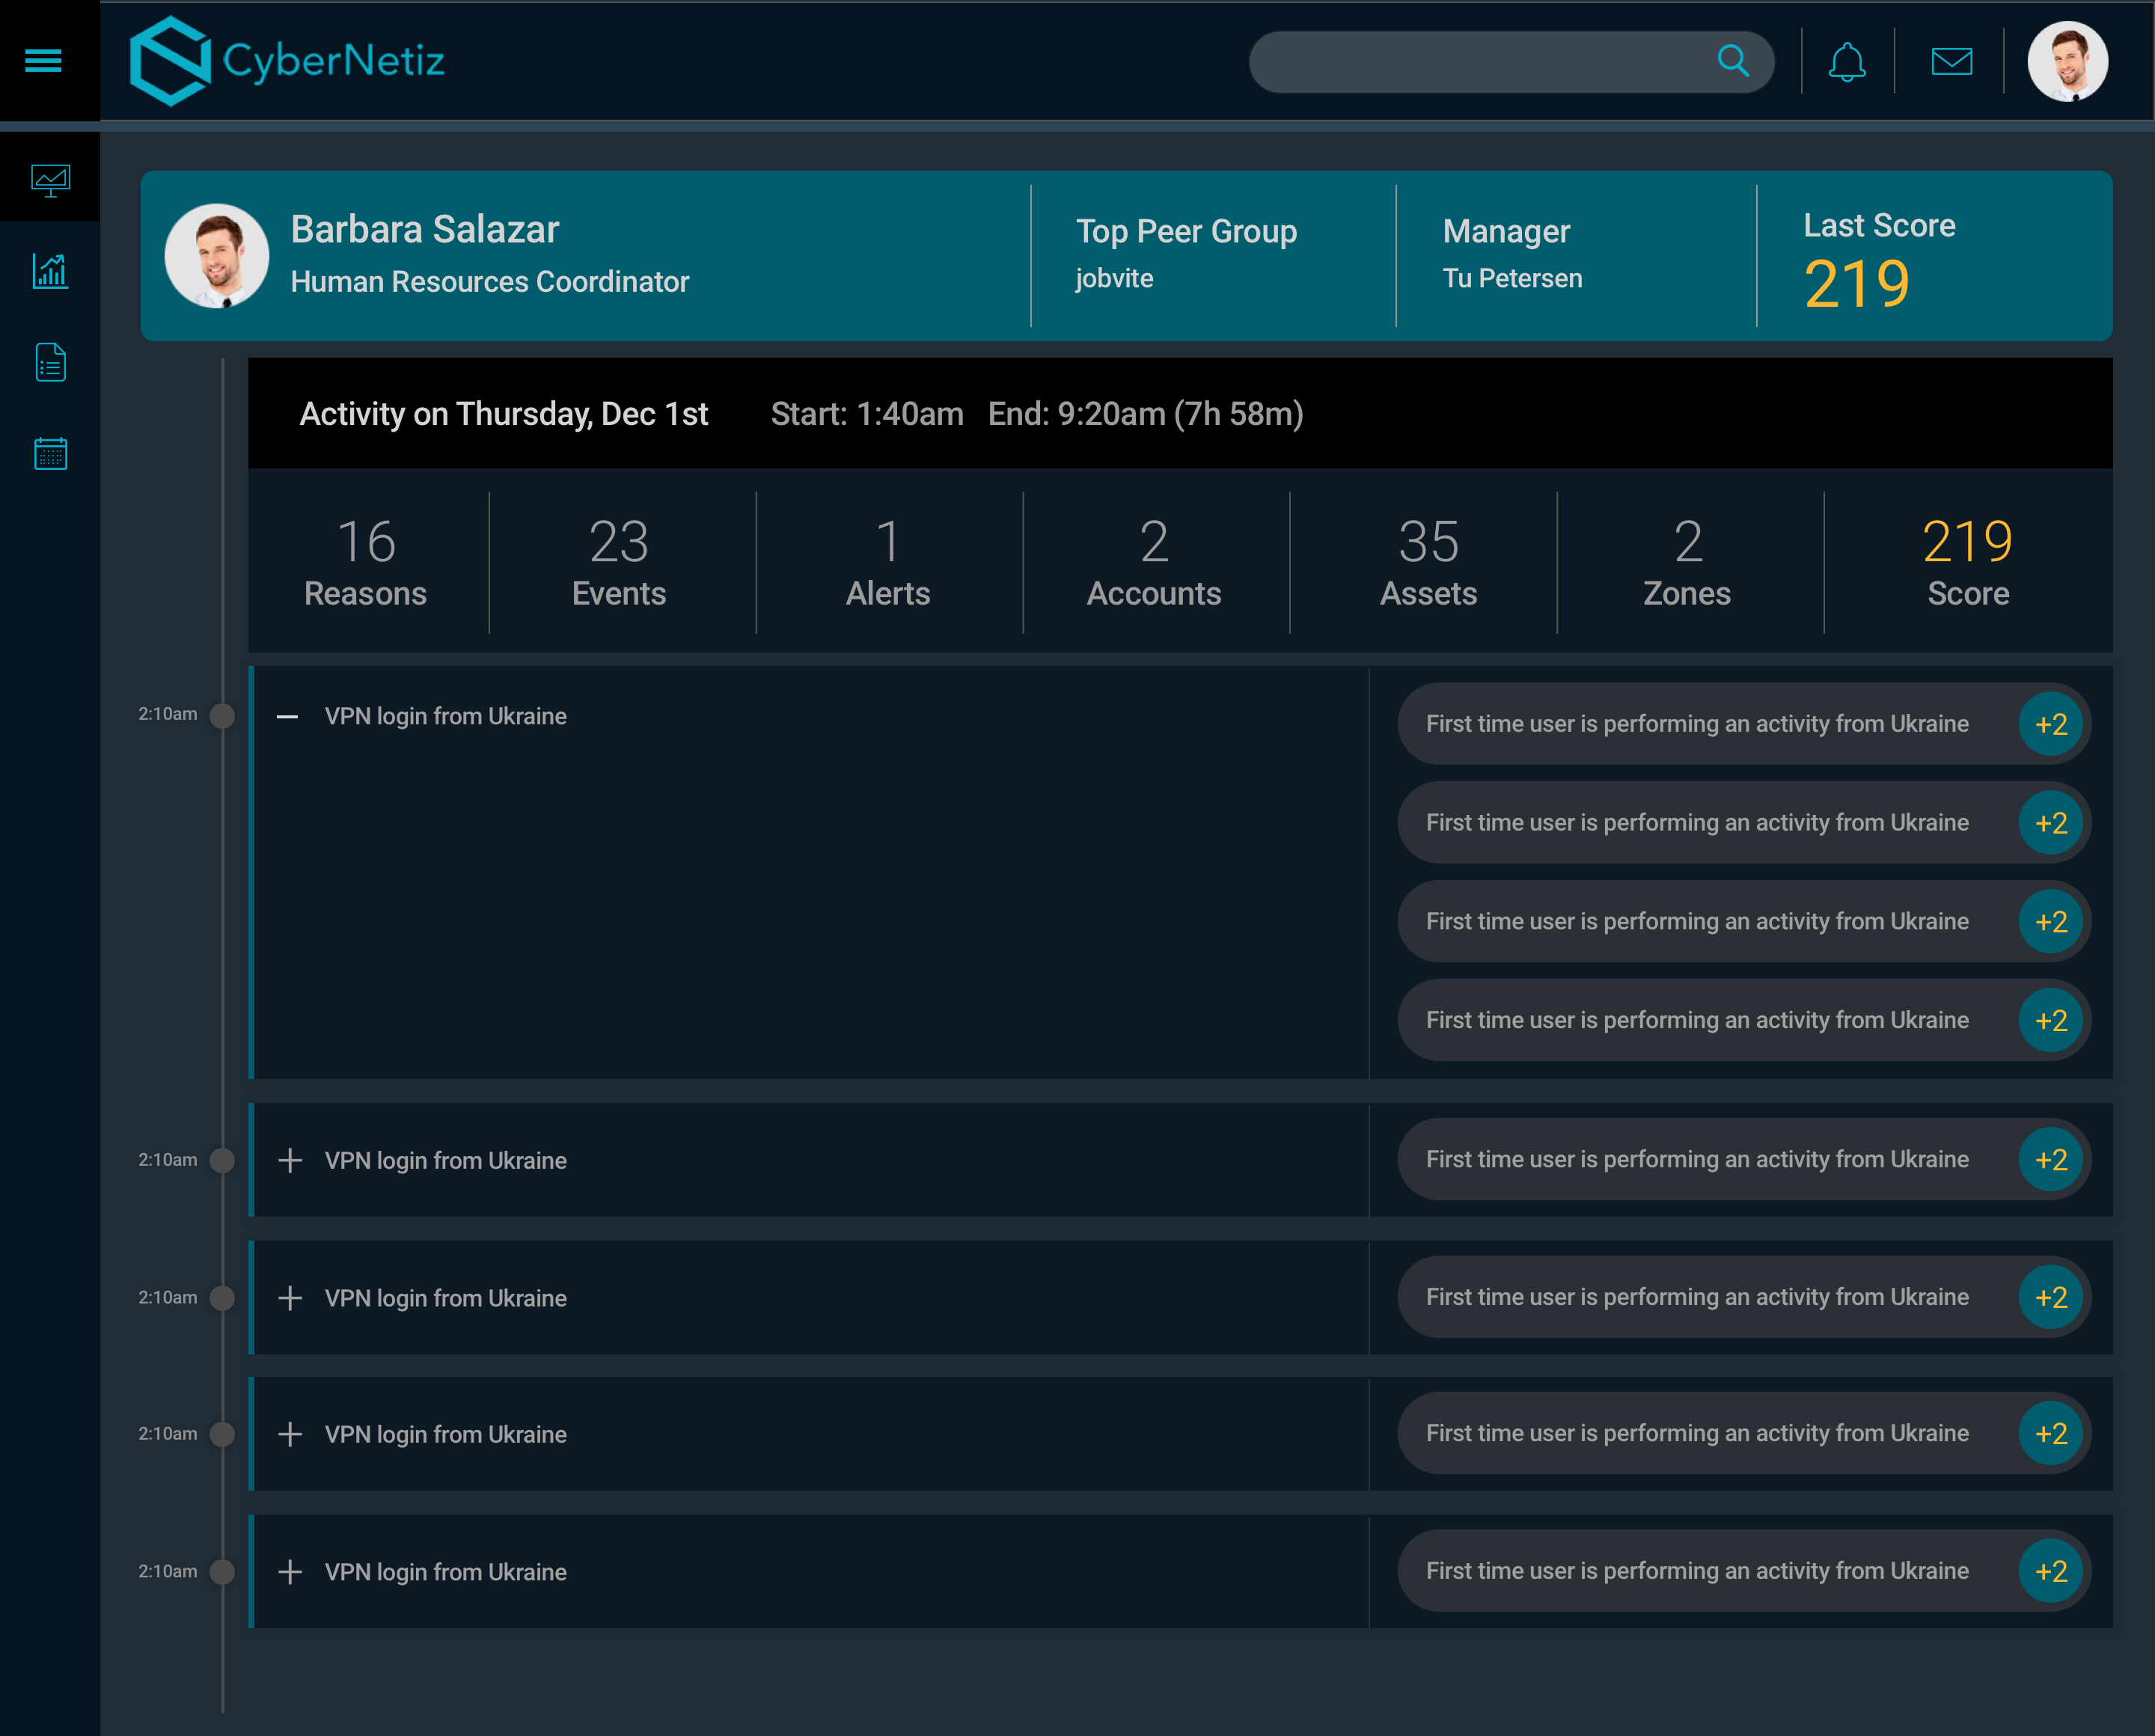 CyberNetiz
Barbara Salazar
Human Resources Coordinator
Top Peer Group
jobvite
Manager
Tu Petersen
Last Score
219
Activity on Thursday, Dec 1st Start: 1:40am End: 9:20am (7h 58m)
16
Reasons
23
Events
1
Alerts
2
Accounts
35
Assets
2
Zones
219
Score
2:10am
VPN login from Ukraine
First time user is performing an activity from Ukraine +2
First time user is performing an activity from Ukraine +2
First time user is performing an activity from Ukraine +2
First time user is performing an activity from Ukraine +2
2:10am
VPN login from Ukraine
First time user is performing an activity from Ukraine +2
2:10am
VPN login from Ukraine
First time user is performing an activity from Ukraine +2
2:10am
VPN login from Ukraine
First time user is performing an activity from Ukraine +2
2:10am
VPN login from Ukraine
First time user is performing an activity from Ukraine +2